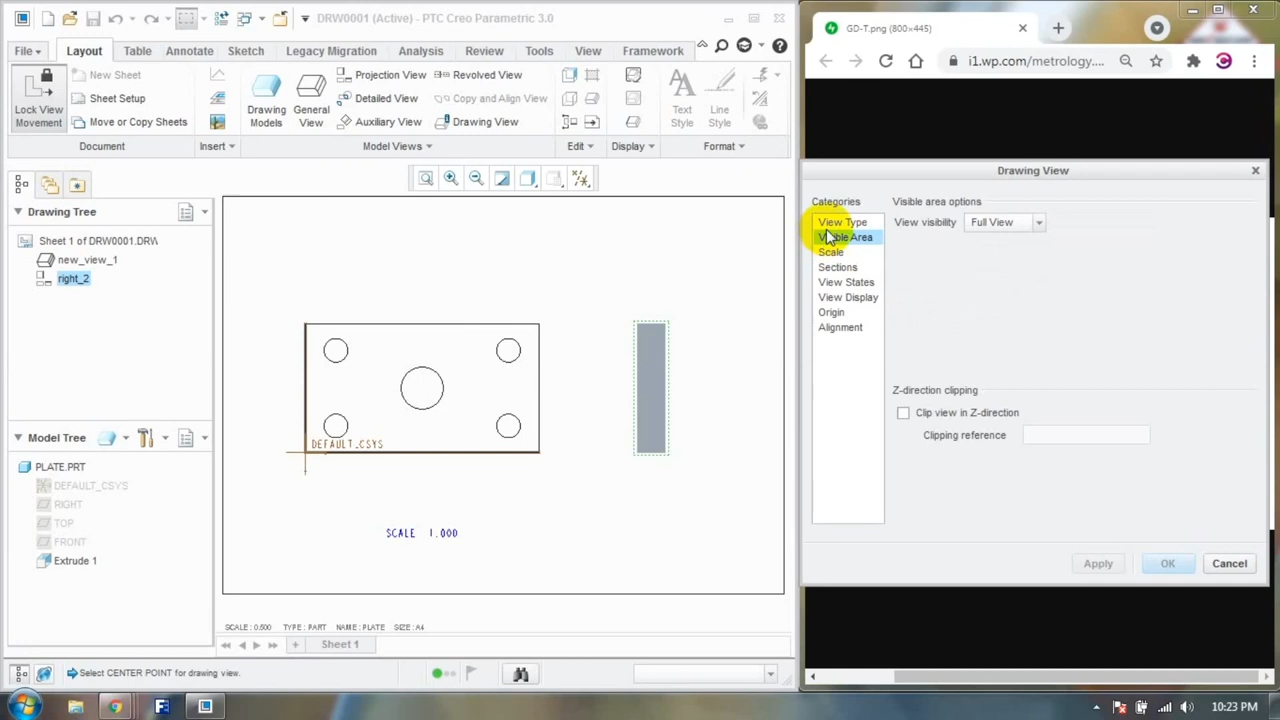 DRW0001 (Active) - PTC Creo Parametric 3.0
File
Layout
Table
Annotate
Sketch
Legacy Migration
Analysis
Review
Tools
View
Framework
Lock View
Movement
New Sheet
Sheet Setup
Move or Copy Sheets
Document
Insert
Drawing
Models
General
View
Projection View
Detailed View
Auxiliary View
Revolved View
Copy and Align View
Drawing View
Model Views
Edit
Display
Text
Style
Line
Style
Format
Drawing Tree
Sheet 1 of DRW0001.DRW
new_view_1
right_2
Model Tree
PLATE.PRT
DEFAULT_CSYS
RIGHT
TOP
FRONT
Extrude 1
DEFAULT_CSYS
SCALE 1.000
SCALE : 0.500 TYPE : PART NAME : PLATE SIZE : A4
Sheet 1
Select CENTER POINT for drawing view.
GD-T.png (800×445)
i1.wp.com/metrology....
Drawing View
Categories
View Type
Visible Area
Scale
Sections
View States
View Display
Origin
Alignment
Visible area options
View visibility
Full View
Z-direction clipping
Clip view in Z-direction
Clipping reference
Apply
OK
Cancel
10:23 PM